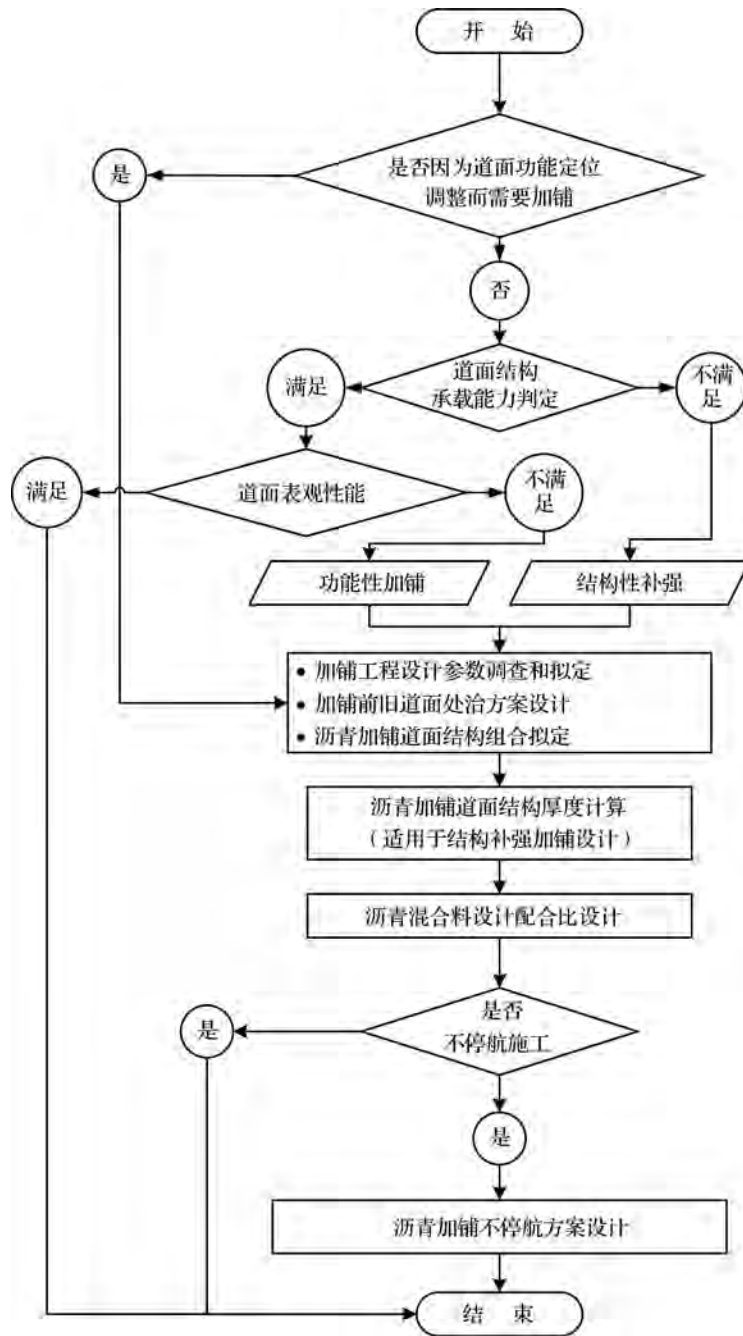 开 始
是否因为道面功能定位
调整而需要加铺
是
否
道面结构
承载能力判定
满足
不满
足
道面表观性能
满足
不满
足
功能性加铺
结构性补强
• 加铺工程设计参数调查和拟定
• 加铺前旧道面处治方案设计
• 沥青加铺道面结构组合拟定
沥青加铺道面结构厚度计算
（适用于结构补强加铺设计）
沥青混合料设计配合比设计
是否
不停航施工
是
是
沥青加铺不停航方案设计
结 束